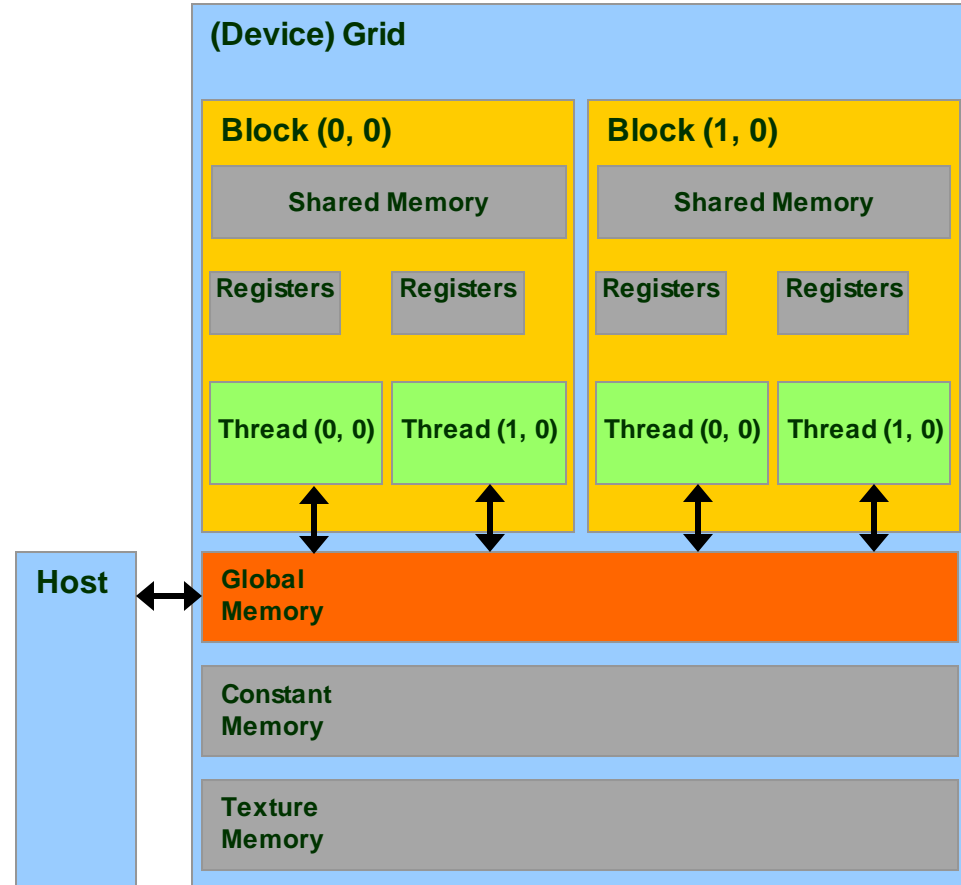 (Device) Grid
Block (0, 0)
Shared Memory
Registers
Registers
Thread (0, 0)
Thread (1, 0)
Block (1, 0)
Shared Memory
Registers
Registers
Thread (0, 0)
Thread (1, 0)
Host
Global
Memory
Constant
Memory
Texture
Memory